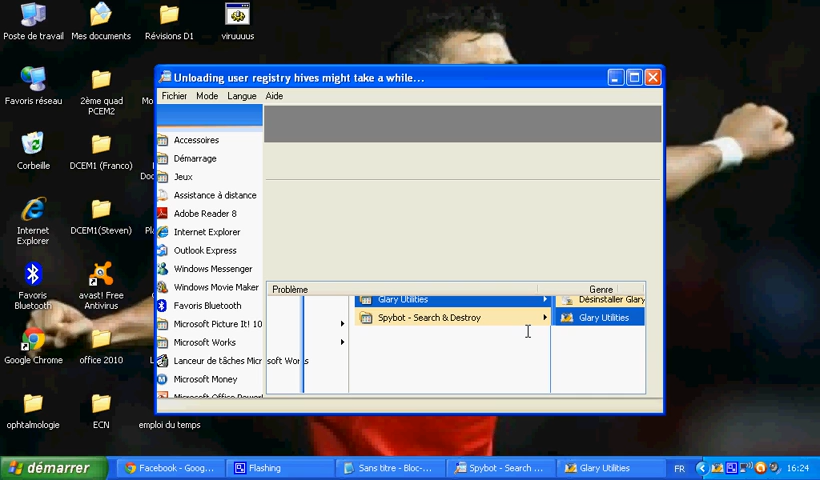 Poste de travail
Mes documents
Révisions D1
viruuuus
Favoris réseau
2ème quad
PCEM2
Mo
Corbeille
DCEM1 (Franco)
Internet
Explorer
DCEM1(Steven)
Favoris
Bluetooth
avast! Free
Antivirus
Google Chrome
office 2010
ophtalmologie
ECN
emploi du temps
Unloading user registry hives might take a while...
Fichier Mode Langue Aide
Accessoires
Démarrage
Jeux
Assistance à distance
Adobe Reader 8
Internet Explorer
Outlook Express
Windows Messenger
Windows Movie Maker
Favoris Bluetooth
Microsoft Picture It! 10
Microsoft Works
Lanceur de tâches Micr osoft Works
Microsoft Money
Problème Genre
Glary Utilities Désinstaller Glary
Spybot - Search & Destroy Glary Utilities
démarrer Facebook - Goog... Flashing Sans titre - Bloc-... Spybot - Search ... Glary Utilities FR 16:24